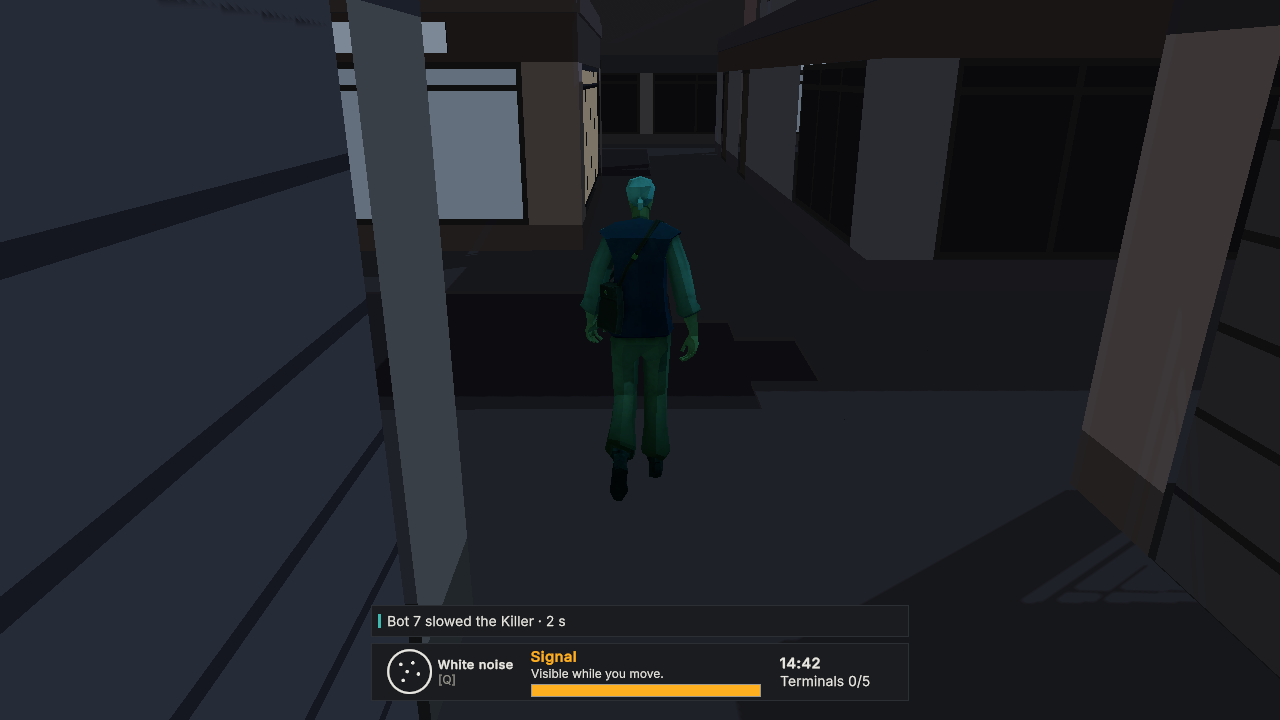 Bot 7 slowed the Killer · 2 s
White noise
[Q]
Signal
Visible while you move.
14:42
Terminals 0/5